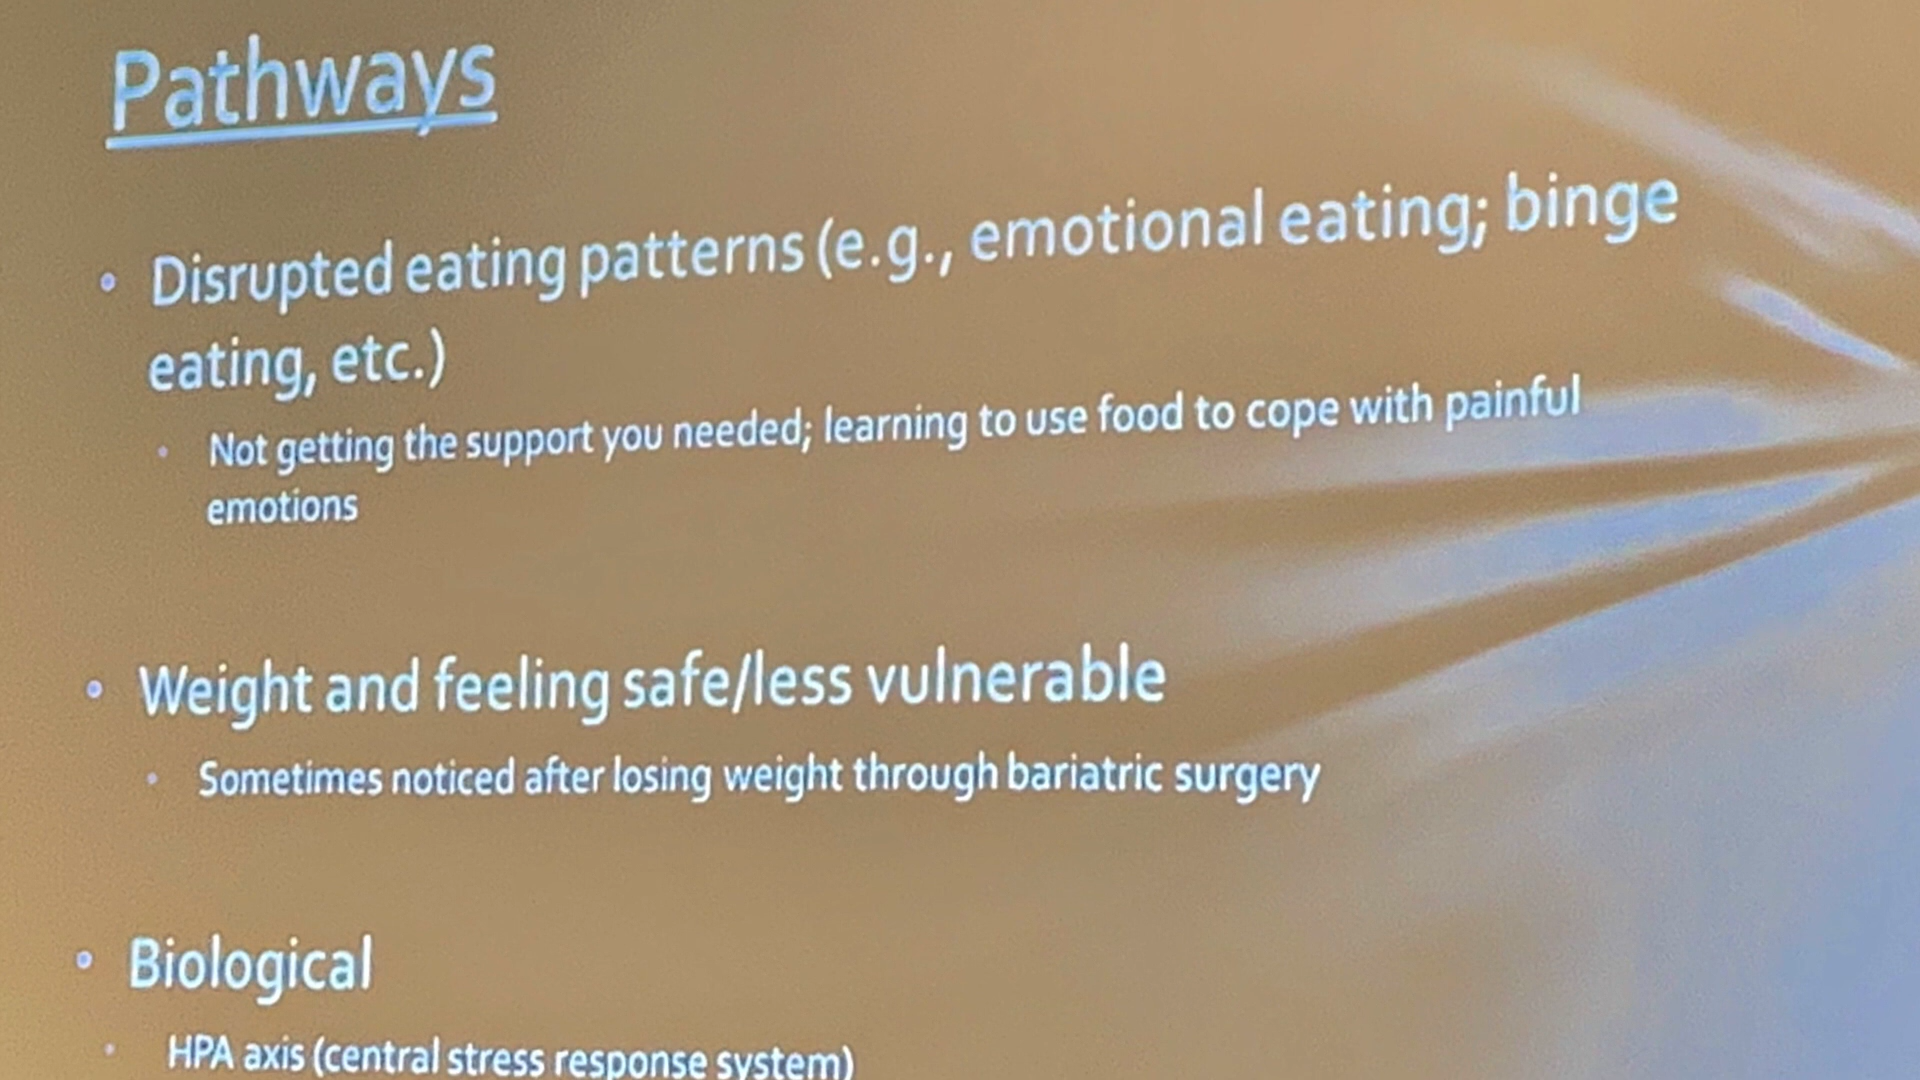 Pathways
• Disrupted eating patterns (e.g., emotional eating; binge
eating, etc.)
• Not getting the support you needed; learning to use food to cope with painful
emotions
• Weight and feeling safe/less vulnerable
• Sometimes noticed after losing weight through bariatric surgery
• Biological
• HPA axis (central stress response system)